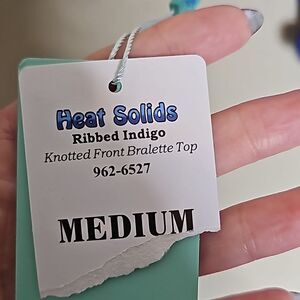 Heat Solids
Ribbed Indigo
Knotted Front Bralette Top
962-6527
MEDIUM